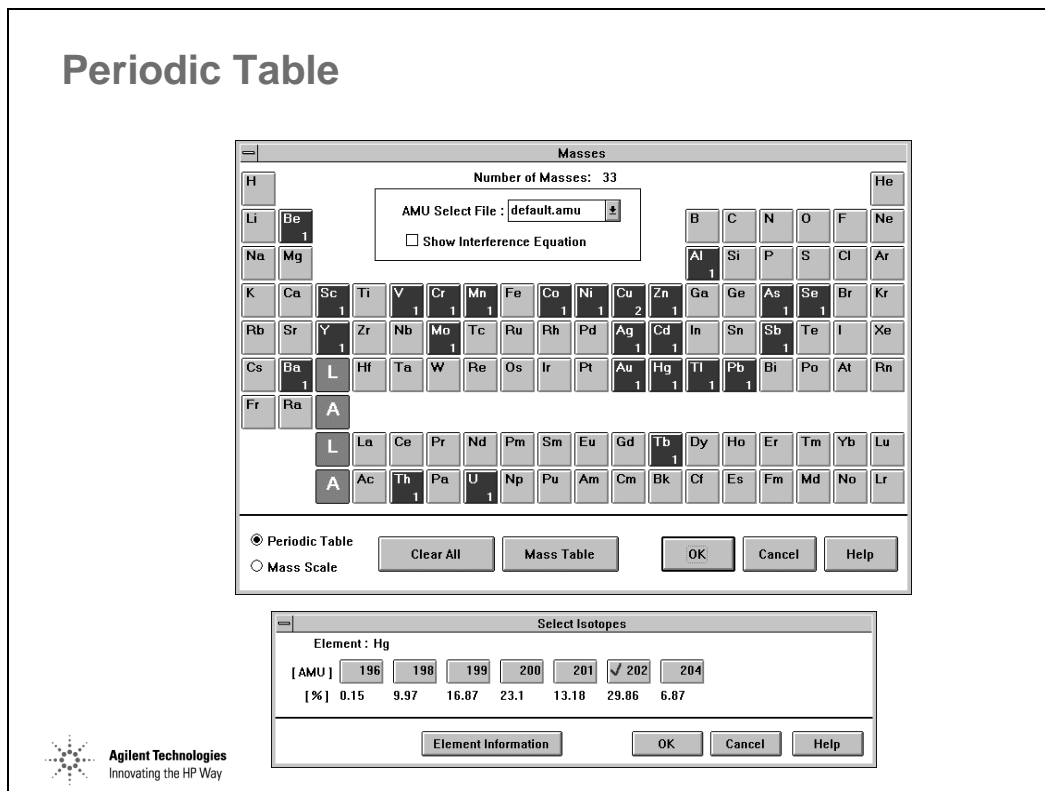 Periodic Table
Masses
Number of Masses: 33
H He
AMU Select File : default.amu
Li Be 1 B C N O F Ne
Show Interference Equation
Na Mg Al 1 Si P S Cl Ar
K Ca Sc 1 Ti V 1 Cr 1 Mn 1 Fe Co 1 Ni 1 Cu 2 Zn 1 Ga Ge As 1 Se 1 Br Kr
Rb Sr Y 1 Zr Nb Mo 1 Tc Ru Rh Pd Ag 1 Cd 1 In Sn Sb 1 Te I Xe
Cs Ba 1 L Hf Ta W Re Os Ir Pt Au 1 Hg 1 Tl 1 Pb 1 Bi Po At Rn
Fr Ra A
L La Ce Pr Nd Pm Sm Eu Gd Tb 1 Dy Ho Er Tm Yb Lu
A Ac Th 1 Pa U 1 Np Pu Am Cm Bk Cf Es Fm Md No Lr
Periodic Table
Mass Scale
Clear All Mass Table OK Cancel Help
Select Isotopes
Element : Hg
[ AMU ] 196 198 199 200 201 202 204
[ % ] 0.15 9.97 16.87 23.1 13.18 29.86 6.87
Element Information OK Cancel Help
Agilent Technologies
Innovating the HP Way